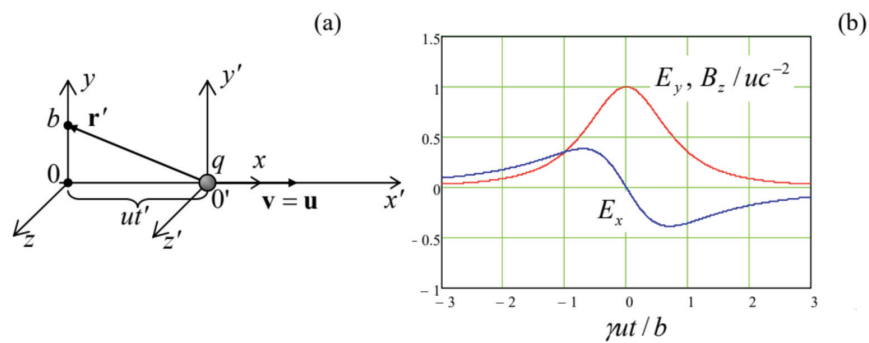 (a)
y
y′
b
r′
q
x
0
0′
v = u
x′
ut′
z
z′
(b)
1.5
1
0.5
0
- 0.5
- 1
E_y, B_z / uc⁻²
E_x
- 3
- 2
- 1
0
1
2
3
γut / b